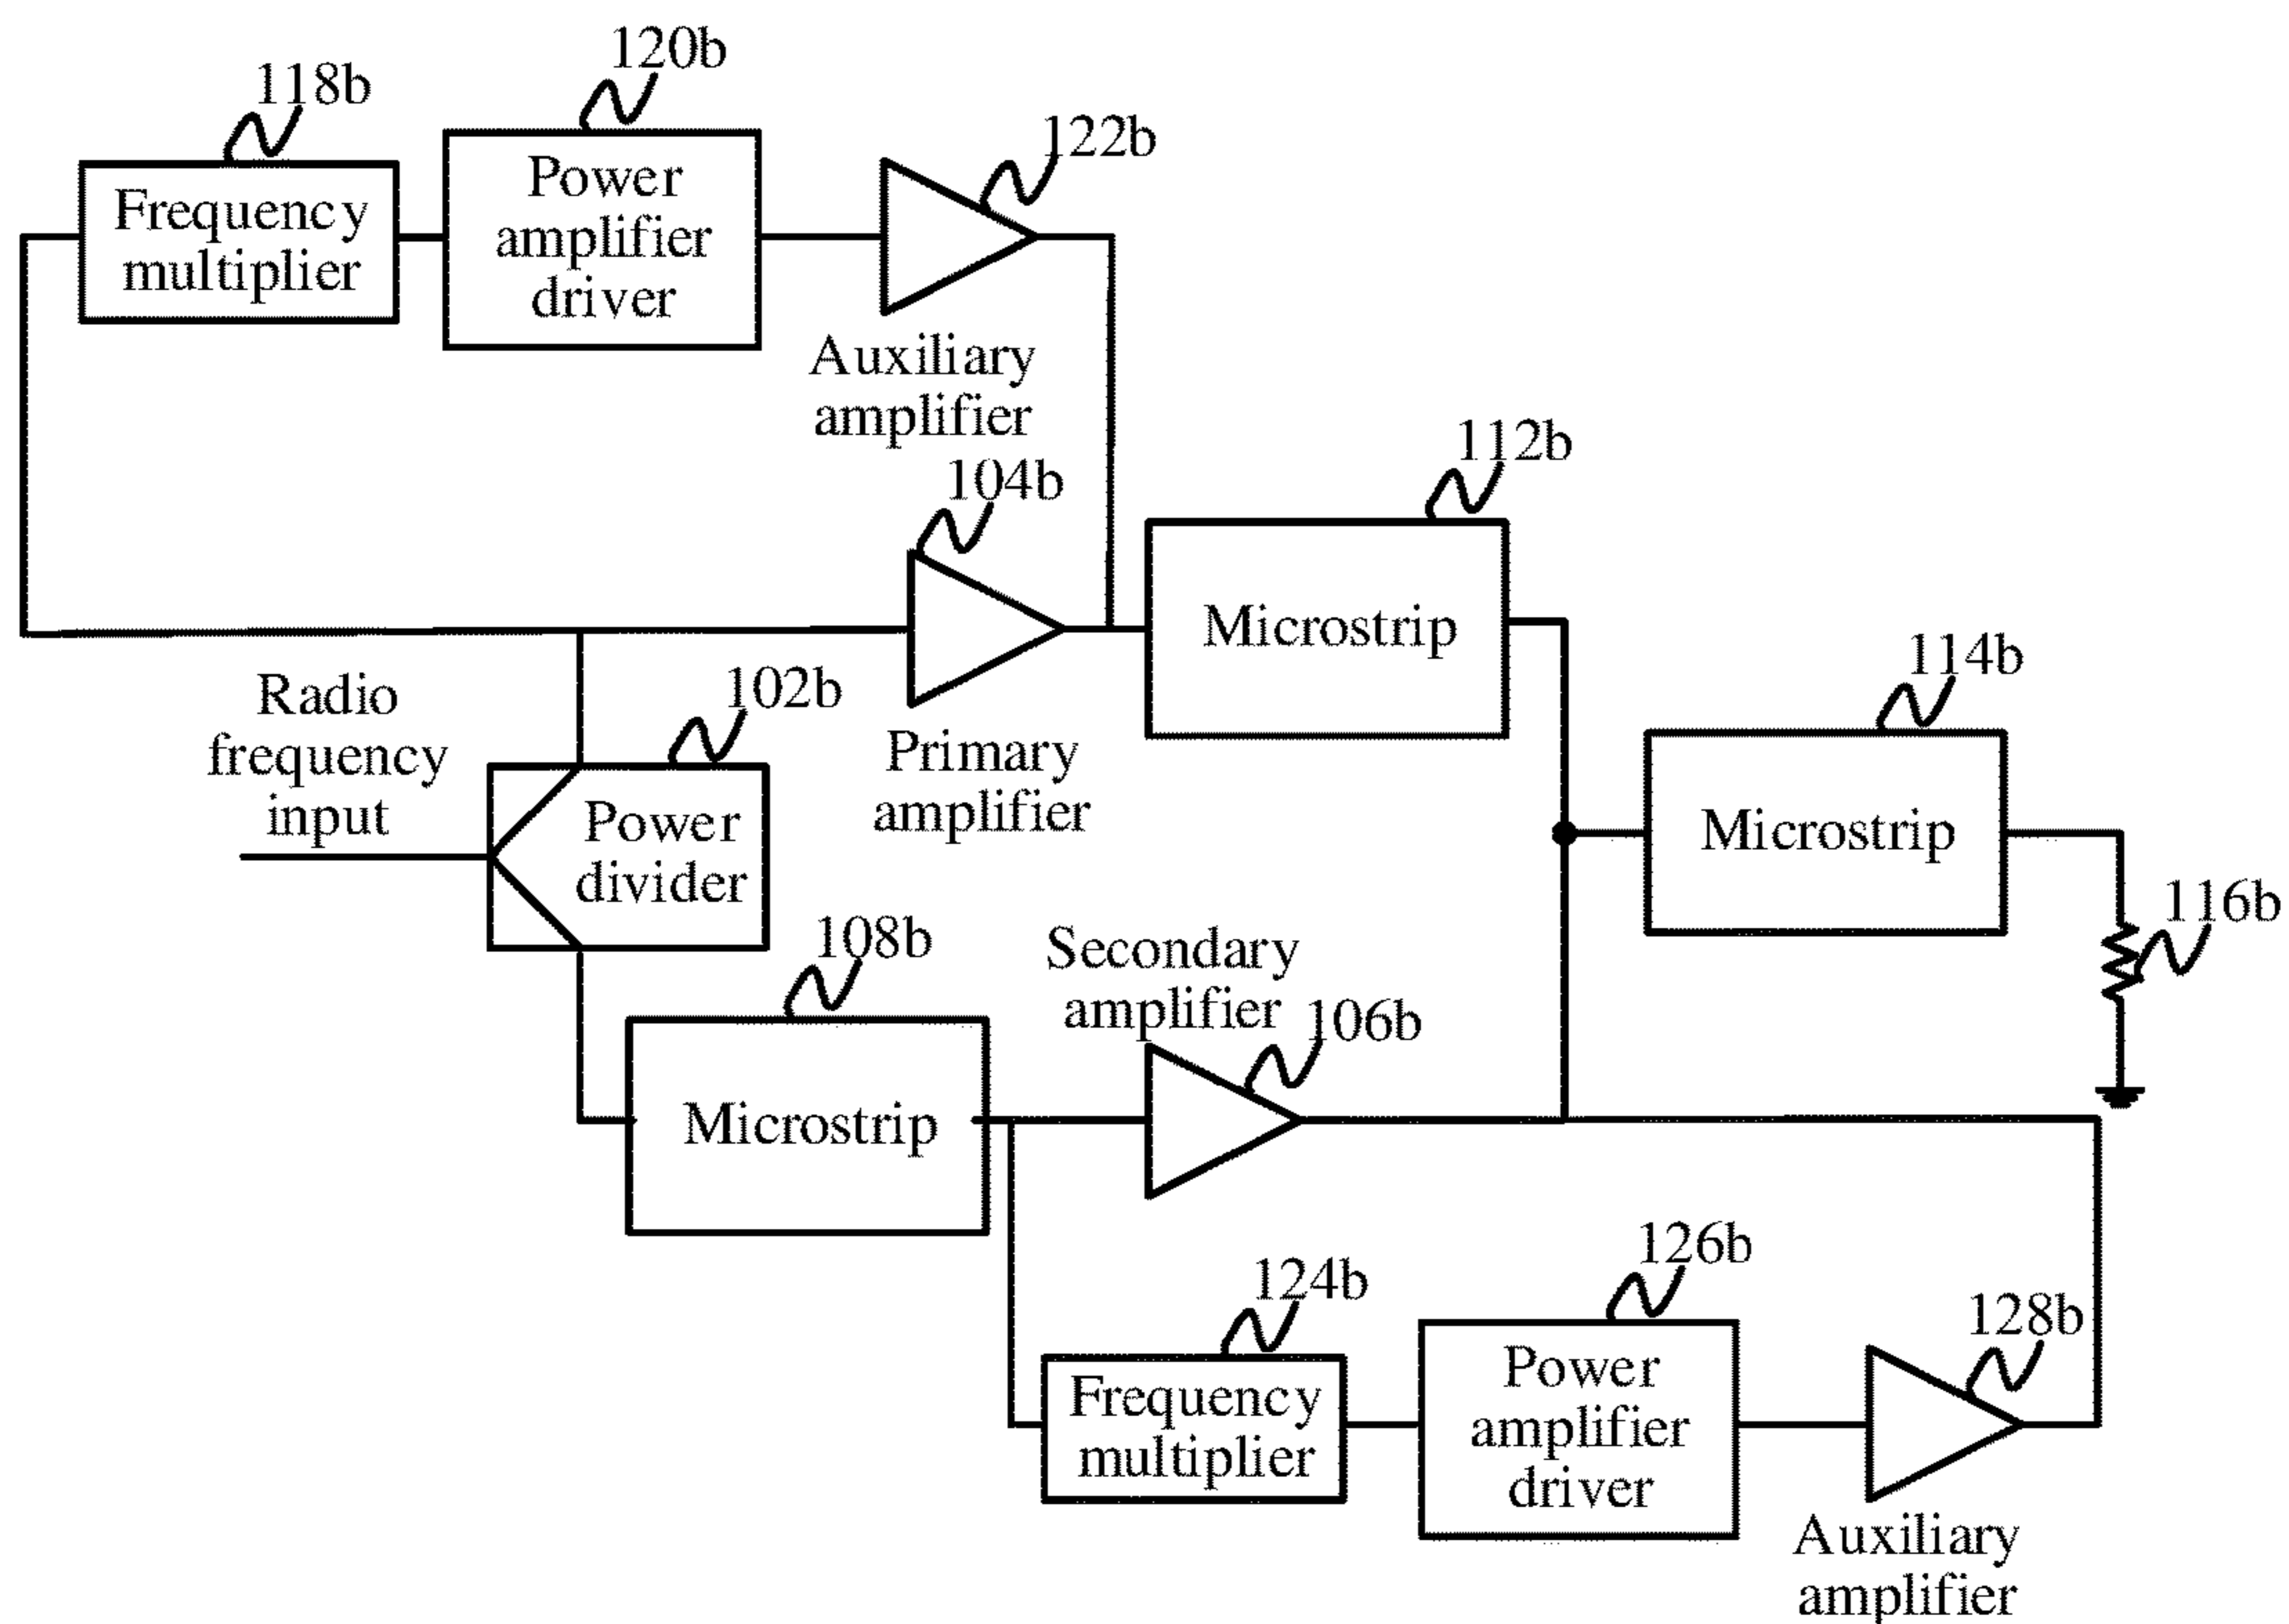 120b
118b
122b
Frequency
multiplier
Power
amplifier
driver
Auxiliary
amplifier
104b
112b
Microstrip
114b
Radio
frequency
input
102b
Primary
amplifier
Power
divider
Microstrip
116b
108b
Secondary
amplifier
106b
Microstrip
126b
124b
128b
Frequency
multiplier
Power
amplifier
driver
Auxiliary
amplifier